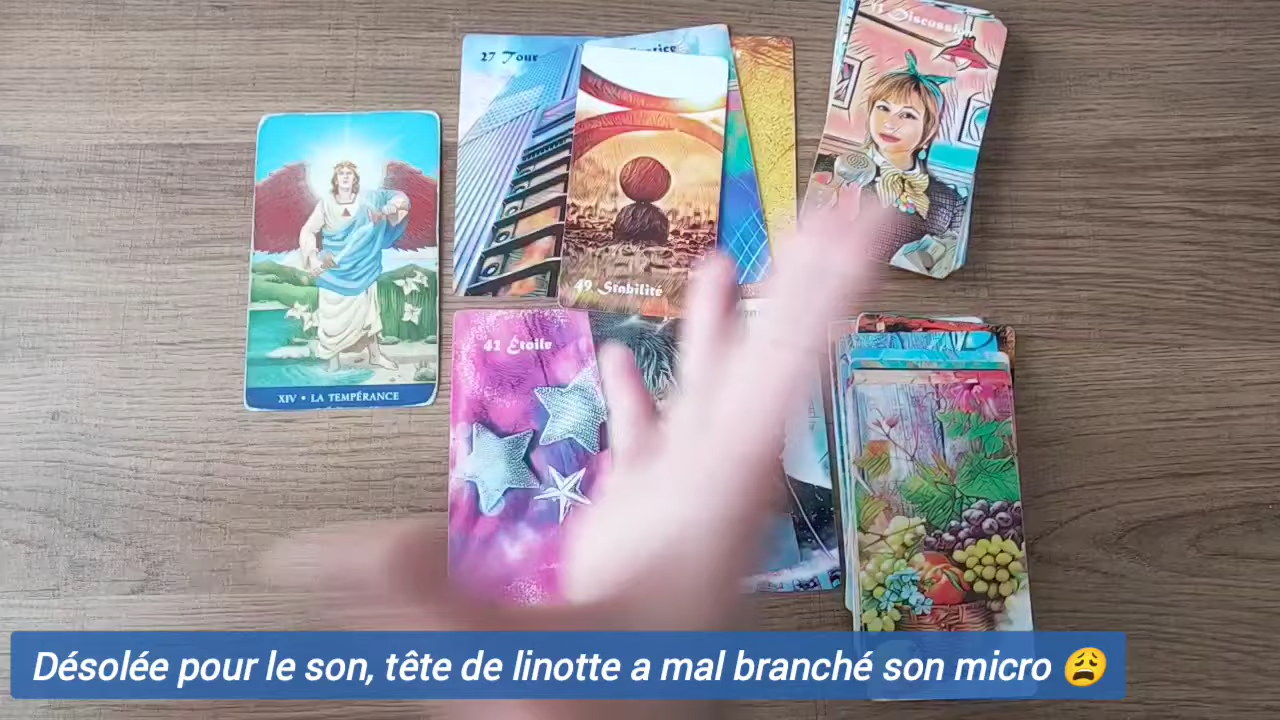 27 Tour
Discussion
49 Stabilité
XIV • LA TEMPÉRANCE
42 Étoile
Désolée pour le son, tête de linotte a mal branché son micro 😩